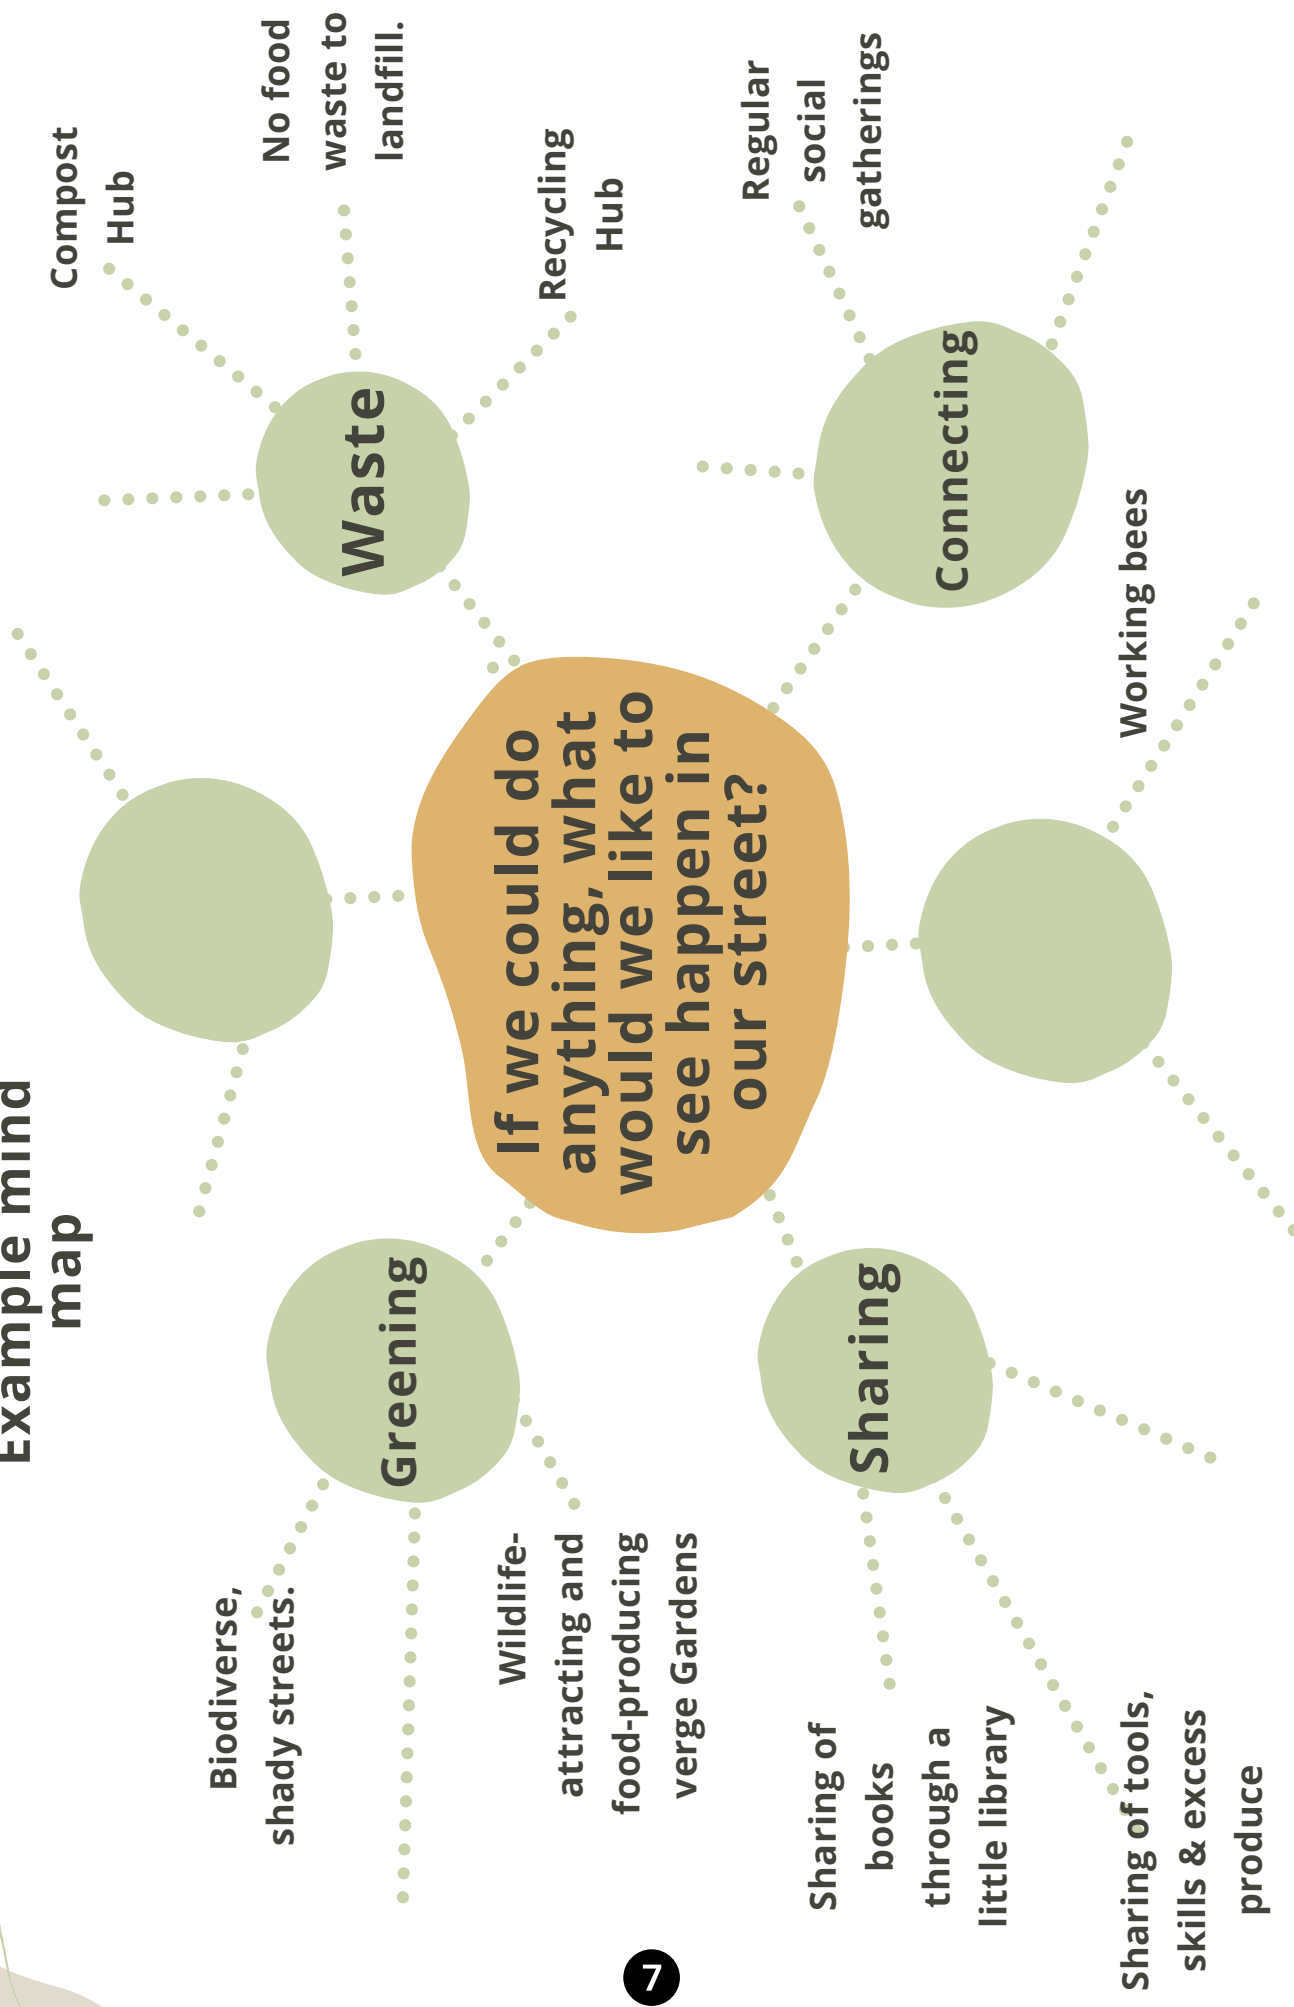 Example mind
map
Compost
Hub
No food
waste to
landfill.
Recycling
Hub
Waste
Regular
social
gatherings
Connecting
Working bees
If we could do
anything, what
would we like to
see happen in
our street?
Greening
Biodiverse,
shady streets.
Wildlife-
attracting and
food-producing
verge Gardens
Sharing
Sharing of
books
through a
little library
Sharing of tools,
skills & excess
produce
7